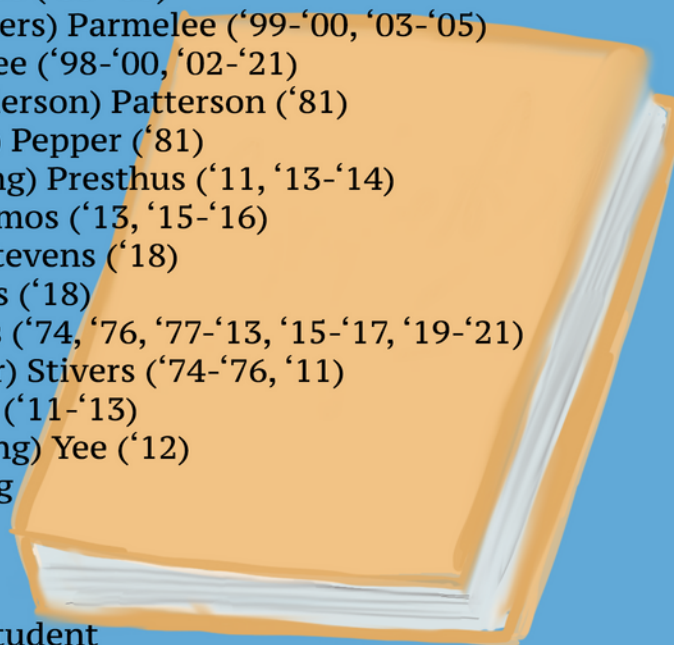 ers) Parmelee (‘99-‘00, ‘03-‘05)
ee (‘98-‘00, ‘02-‘21)
erson) Patterson (‘81)
) Pepper (‘81)
ng) Presthus (‘11, ‘13-‘14)
mos (‘13, ‘15-‘16)
tevens (‘18)
s (‘18)
s (‘74, ‘76, ‘77-‘13, ‘15-‘17, ‘19-‘21)
r) Stivers (‘74-‘76, ‘11)
(‘11-‘13)
ng) Yee (‘12)
g
tudent